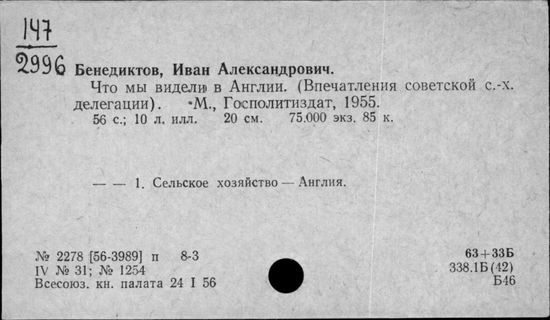 147
2996
Бенедиктов, Иван Александрович.
Что мы видели в Англии. (Впечатления советской с.-х.
делегации). М., Госполитиздат, 1955.
56 с.; 10 л. илл. 20 см. 75.000 экз. 85 к.
— — 1. Сельское хозяйство — Англия.
№ 2278 [56-3989] п 8-3
63+33Б
IV № 31; № 1254
338.1Б(42)
Всесоюз. кн. палата 24 I 56
Б46